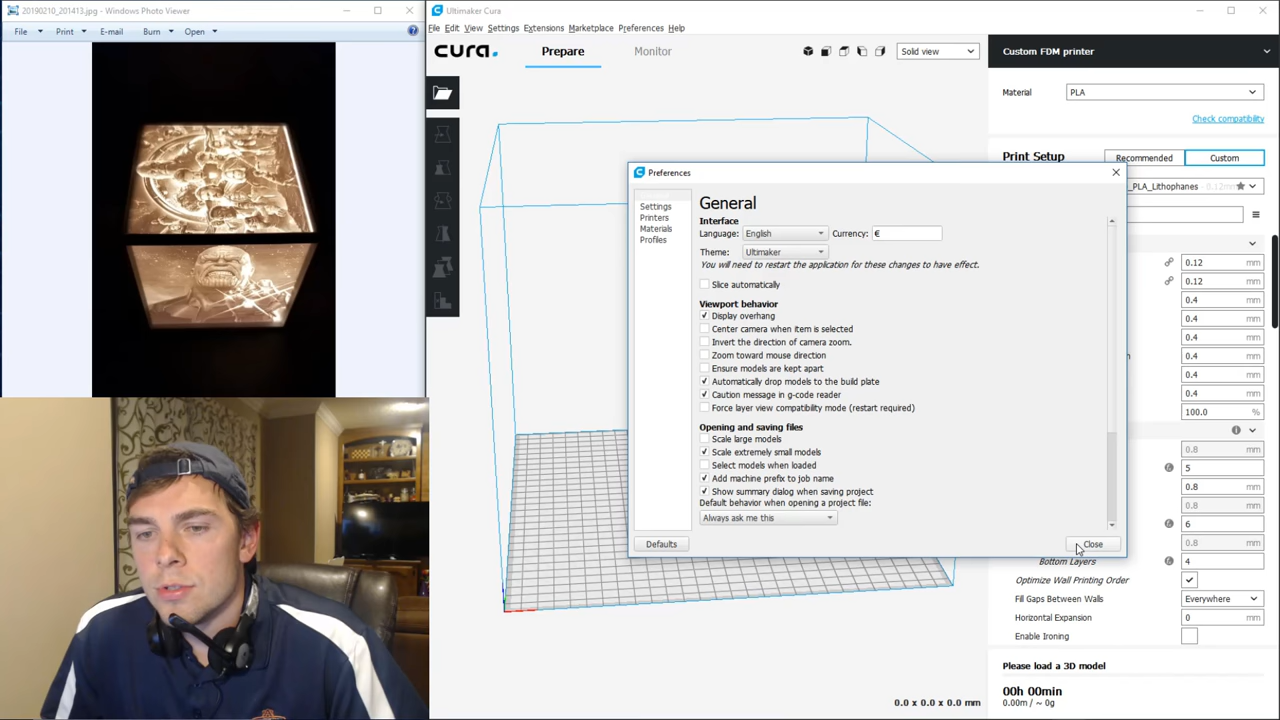 20190210_201413.jpg - Windows Photo Viewer
File Print E-mail Burn Open
Ultimaker Cura
File Edit View Settings Extensions Marketplace Preferences Help
cura. Prepare Monitor Solid view
Custom FDM printer
Material PLA
Check compatibility
Print Setup Recommended Custom
_PLA_Lithophanes 0.12mm
Preferences
Settings
Printers
Materials
Profiles
General
Interface
Language: English Currency: €
Theme: Ultimaker
You will need to restart the application for these changes to have effect.
Slice automatically
Viewport behavior
Display overhang
Center camera when item is selected
Invert the direction of camera zoom.
Zoom toward mouse direction
Ensure models are kept apart
Automatically drop models to the build plate
Caution message in g-code reader
Force layer view compatibility mode (restart required)
Opening and saving files
Scale large models
Scale extremely small models
Select models when loaded
Add machine prefix to job name
Show summary dialog when saving project
Default behavior when opening a project file:
Always ask me this
Defaults Close
0.12 mm
0.12 mm
0.4 mm
0.4 mm
0.4 mm
0.4 mm
0.4 mm
0.4 mm
100.0 %
0.8 mm
5
0.8 mm
0.8 mm
6
0.8 mm
Bottom Layers 4
Optimize Wall Printing Order
Fill Gaps Between Walls Everywhere
Horizontal Expansion 0 mm
Enable Ironing
Please load a 3D model
00h 00min
0.00m / ~ 0g
0.0 x 0.0 x 0.0 mm